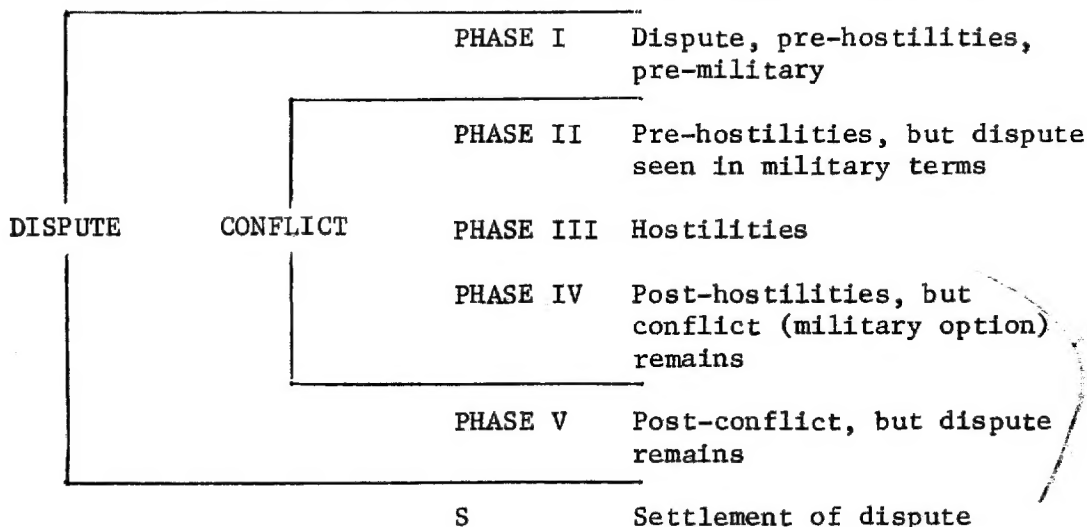 PHASE I Dispute, pre-hostilities,
pre-military
PHASE II Pre-hostilities, but dispute
seen in military terms
DISPUTE CONFLICT PHASE III Hostilities
PHASE IV Post-hostilities, but
conflict (military option)
remains
PHASE V Post-conflict, but dispute
remains
S Settlement of dispute